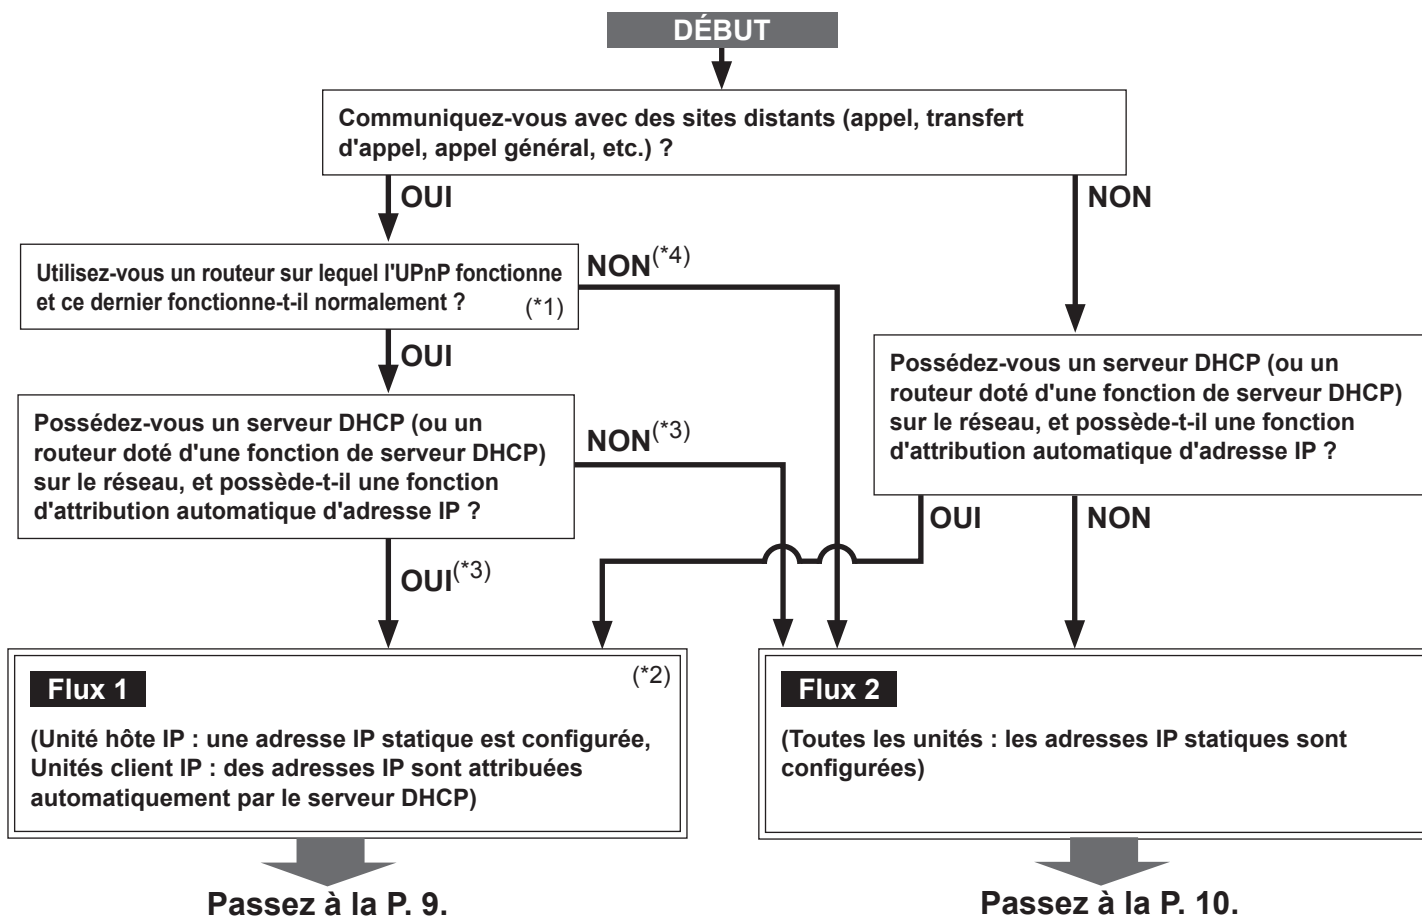 DÉBUT
Communiquez-vous avec des sites distants (appel, transfert
d'appel, appel général, etc.) ?
OUI
NON
Utilisez-vous un routeur sur lequel l'UPnP fonctionne
et ce dernier fonctionne-t-il normalement ?
(*1)
NON(*4)
OUI
Possédez-vous un serveur DHCP (ou un
routeur doté d'une fonction de serveur DHCP)
sur le réseau, et possède-t-il une fonction
d'attribution automatique d'adresse IP ?
Possédez-vous un serveur DHCP (ou un
routeur doté d'une fonction de serveur DHCP)
sur le réseau, et possède-t-il une fonction
d'attribution automatique d'adresse IP ?
NON(*3)
OUI
NON
OUI(*3)
Flux 1
(*2)
(Unité hôte IP : une adresse IP statique est configurée,
Unités client IP : des adresses IP sont attribuées
automatiquement par le serveur DHCP)
Flux 2
(Toutes les unités : les adresses IP statiques sont
configurées)
Passez à la P. 9.
Passez à la P. 10.